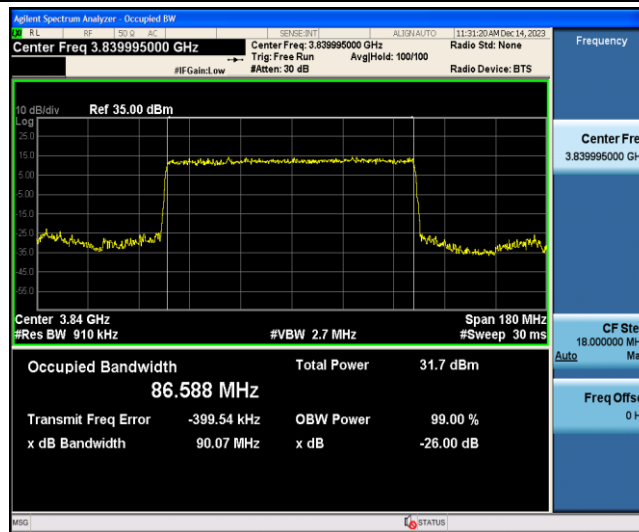 Agilent Spectrum Analyzer - Occupied BW
RL RF 50 Ω AC SENSE:INT ALIGN AUTO 11:31:20 AM Dec 14, 2023
Center Freq 3.839995000 GHz
Center Freq: 3.839995000 GHz Radio Std: None
Trig: Free Run Avg|Hold: 100/100
#IFGain:Low #Atten: 30 dB Radio Device: BTS
Frequency
10 dB/div Ref 35.00 dBm
Log
25.0
15.0
5.00
-5.00
-15.0
-25.0
-35.0
-45.0
-55.0
Center 3.84 GHz Span 180 MHz
#Res BW 910 kHz #VBW 2.7 MHz #Sweep 30 ms
Occupied Bandwidth Total Power 31.7 dBm
86.588 MHz
Transmit Freq Error -399.54 kHz OBW Power 99.00 %
x dB Bandwidth 90.07 MHz x dB -26.00 dB
Center Fre
3.839995000 GH
CF Ste
18.000000 MH
Auto Ma
Freq Offs
0 H
MSG STATUS